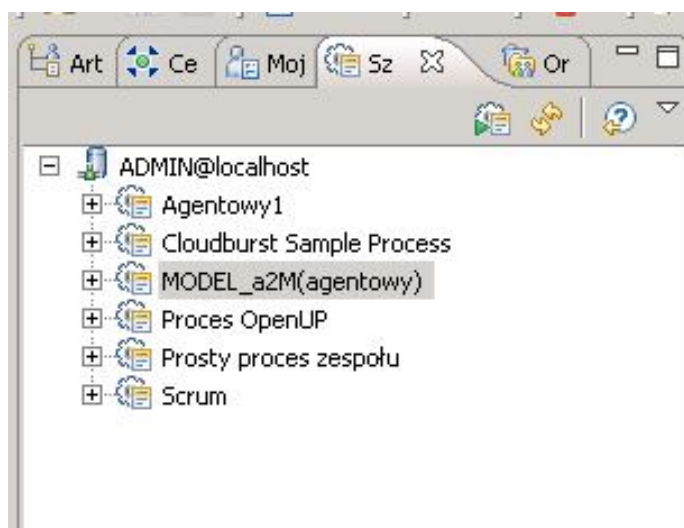 Art Ce Moj Sz Or
ADMIN@localhost
Agentowy1
Cloudburst Sample Process
MODEL_a2M(agentowy)
Proces OpenUP
Prosty proces zespołu
Scrum